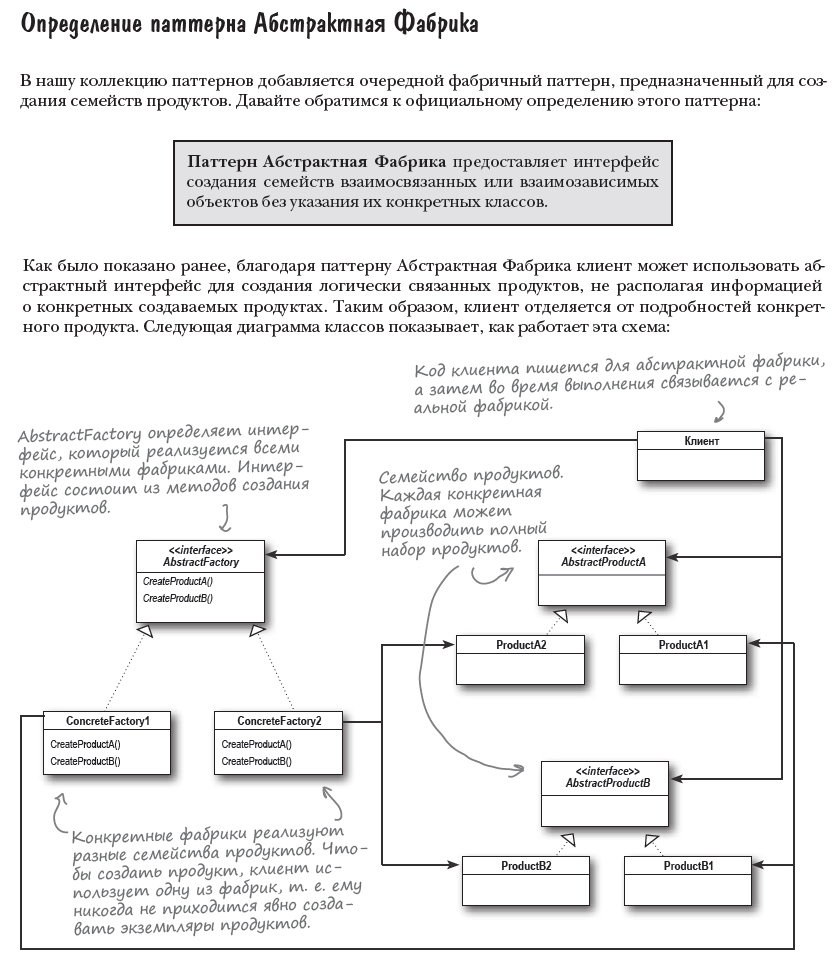 Определение паттерна Абстрактная Фабрика
В нашу коллекцию паттернов добавляется очередной фабричный паттерн, предназначенный для соз-
дания семейств продуктов. Давайте обратимся к официальному определению этого паттерна:
Паттерн Абстрактная Фабрика предоставляет интерфейс
создания семейств взаимосвязанных или взаимозависимых
объектов без указания их конкретных классов.
Как было показано ранее, благодаря паттерну Абстрактная Фабрика клиент может использовать аб-
страктный интерфейс для создания логически связанных продуктов, не располагая информацией
о конкретных создаваемых продуктах. Таким образом, клиент отделяется от подробностей конкрет-
ного продукта. Следующая диаграмма классов показывает, как работает эта схема:
Код клиента пишется для абстрактной фабрики,
а затем во время выполнения связывается с ре-
альной фабрикой.
AbstractFactory определяет интер-
фейс, который реализуется всеми
конкретными фабриками. Интер-
фейс состоит из методов создания
продуктов.
Клиент
Семейство продуктов.
Каждая конкретная
фабрика может
производить полный
набор продуктов.
<<interface>>
AbstractFactory
CreateProductA()
CreateProductB()
<<interface>>
AbstractProductA
ProductA2
ProductA1
ConcreteFactory1
CreateProductA()
CreateProductB()
ConcreteFactory2
CreateProductA()
CreateProductB()
<<interface>>
AbstractProductB
ProductB2
ProductB1
Конкретные фабрики реализуют
разные семейства продуктов. Что-
бы создать продукт, клиент ис-
пользует одну из фабрик, т. е. ему
никогда не приходится явно созда-
вать экземпляры продуктов.